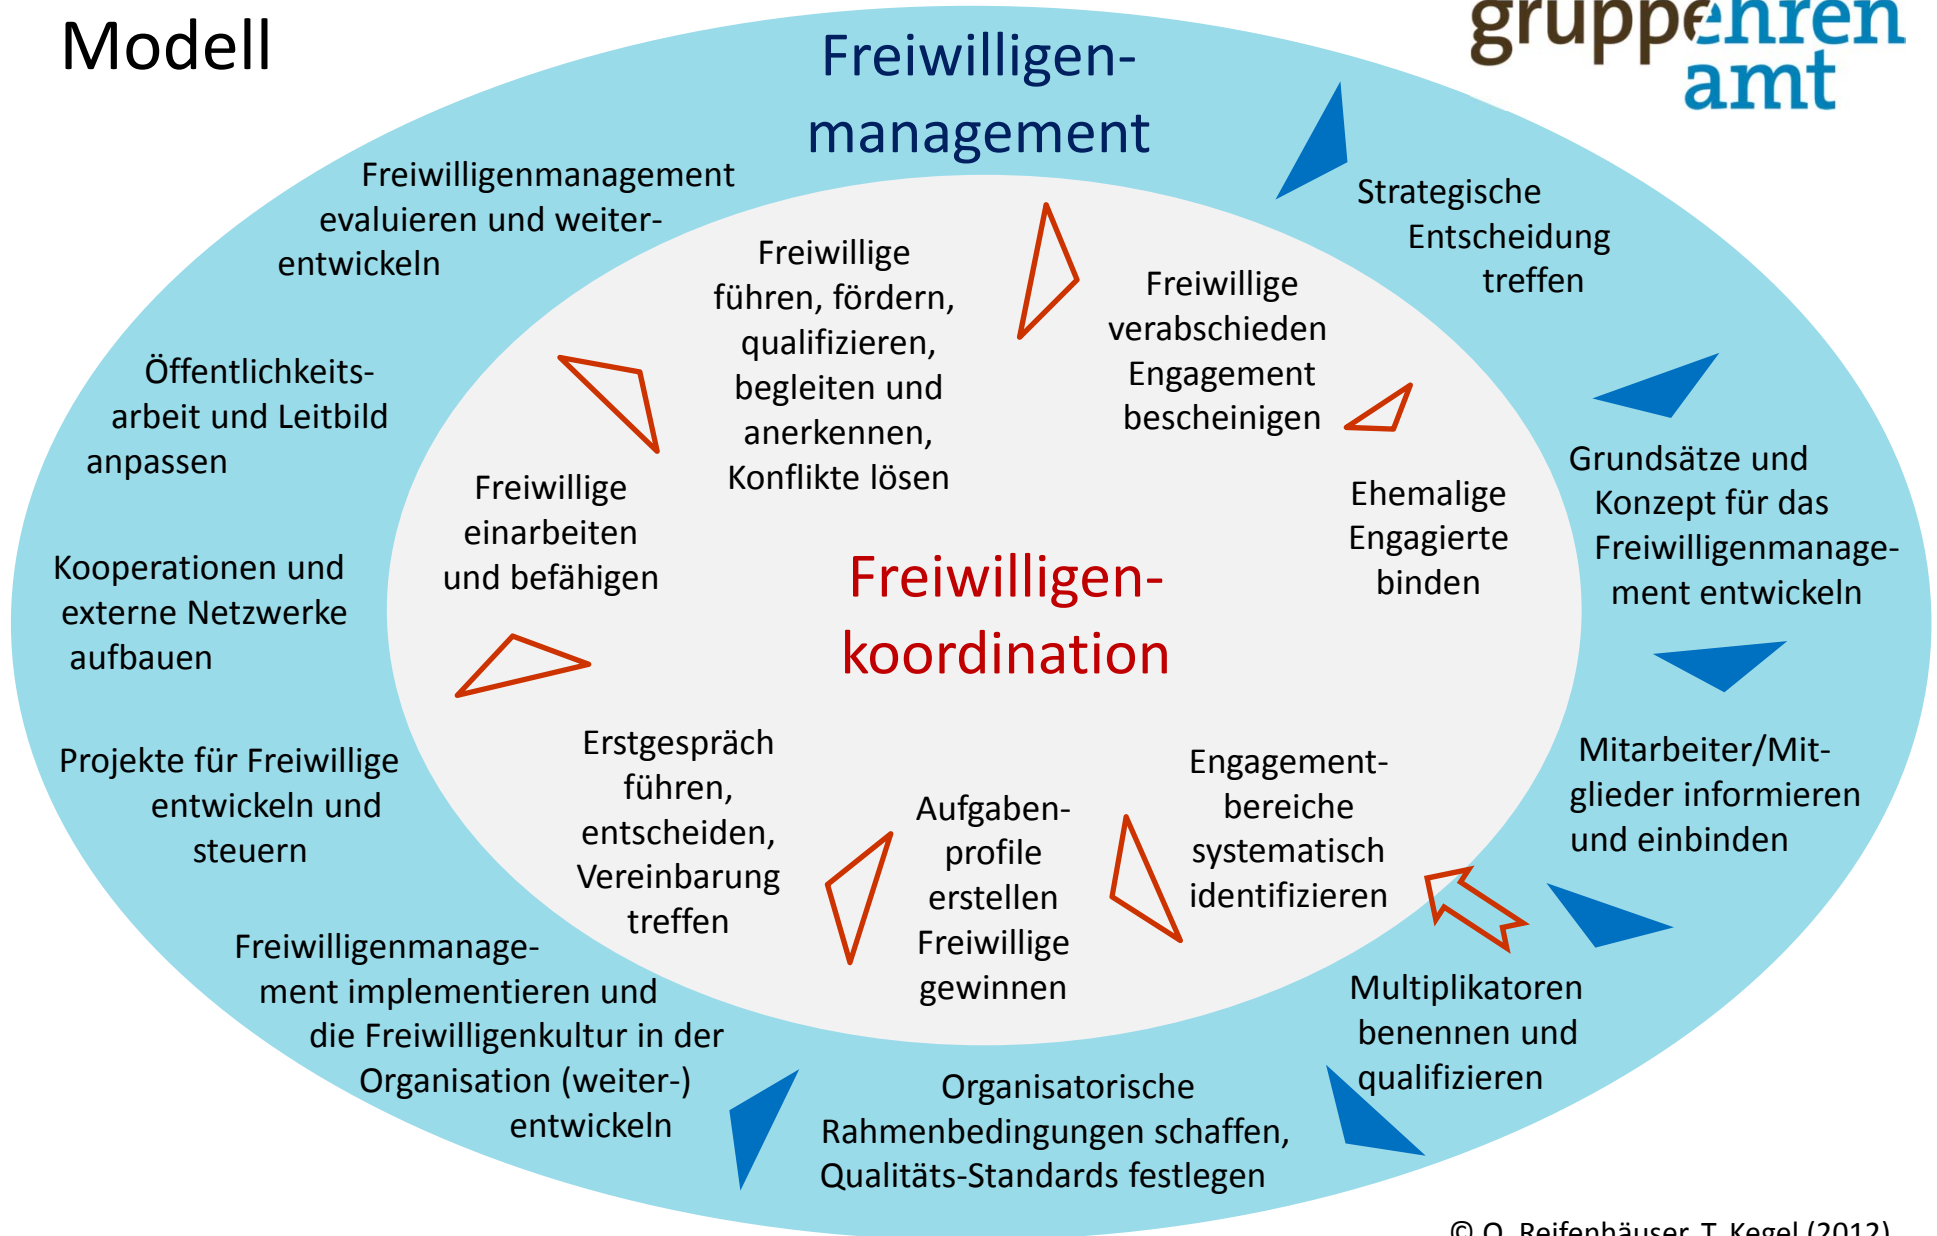 Modell
gruppehren
amt
Freiwilligen-
management
Strategische
Entscheidung
treffen
Grundsätze und
Konzept für das
Freiwilligenmanage-
ment entwickeln
Mitarbeiter/Mit-
glieder informieren
und einbinden
Multiplikatoren
benennen und
qualifizieren
Organisatorische
Rahmenbedingungen schaffen,
Qualitäts-Standards festlegen
Freiwilligenmanage-
ment implementieren und
die Freiwilligenkultur in der
Organisation (weiter-)
entwickeln
Projekte für Freiwillige
entwickeln und
steuern
Kooperationen und
externe Netzwerke
aufbauen
Öffentlichkeits-
arbeit und Leitbild
anpassen
Freiwilligenmanagement
evaluieren und weiter-
entwickeln
Freiwilligen-
koordination
Engagement-
bereiche
systematisch
identifizieren
Aufgaben-
profile
erstellen
Freiwillige
gewinnen
Erstgespräch
führen,
entscheiden,
Vereinbarung
treffen
Freiwillige
einarbeiten
und befähigen
Freiwillige
führen, fördern,
qualifizieren,
begleiten und
anerkennen,
Konflikte lösen
Freiwillige
verabschieden
Engagement
bescheinigen
Ehemalige
Engagierte
binden
© O. Reifenhäuser, T. Kegel (2012)